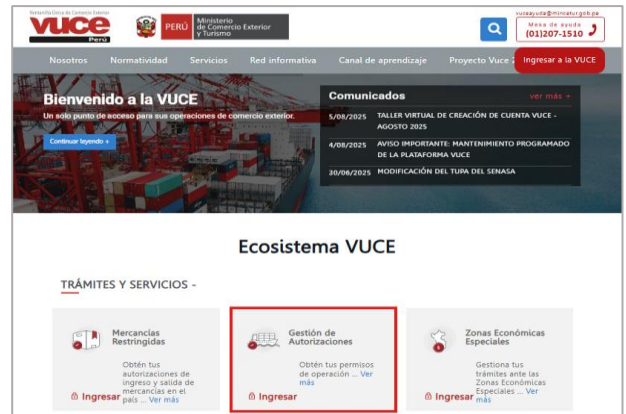 Ventanilla Única de Comercio Exterior
vuce
Perú
PERÚ
Ministerio
de Comercio Exterior
y Turismo
vuceayuda@mincetur.gob.pe
Mesa de ayuda
(01)207-1510
Nosotros Normatividad Servicios Red informativa Canal de aprendizaje Proyecto Vuce 2 Ingresar a la VUCE
Bienvenido a la VUCE
Un solo punto de acceso para sus operaciones de comercio exterior.
Continuar leyendo +
Comunicados ver más +
5/08/2025 TALLER VIRTUAL DE CREACIÓN DE CUENTA VUCE -
AGOSTO 2025
4/08/2025 AVISO IMPORTANTE: MANTENIMIENTO PROGRAMADO
DE LA PLATAFORMA VUCE
30/06/2025 MODIFICACIÓN DEL TUPA DEL SENASA
Ecosistema VUCE
TRÁMITES Y SERVICIOS -
Mercancías
Restringidas
Obtén tus
autorizaciones de
ingreso y salida de
mercancías en el
país ... Ver más
Ingresar
Gestión de
Autorizaciones
Obtén tus permisos
de operación ... Ver
más
Ingresar
Zonas Económicas
Especiales
Gestiona tus
trámites ante las
Zonas Económicas
Especiales ... Ver
más
Ingresar